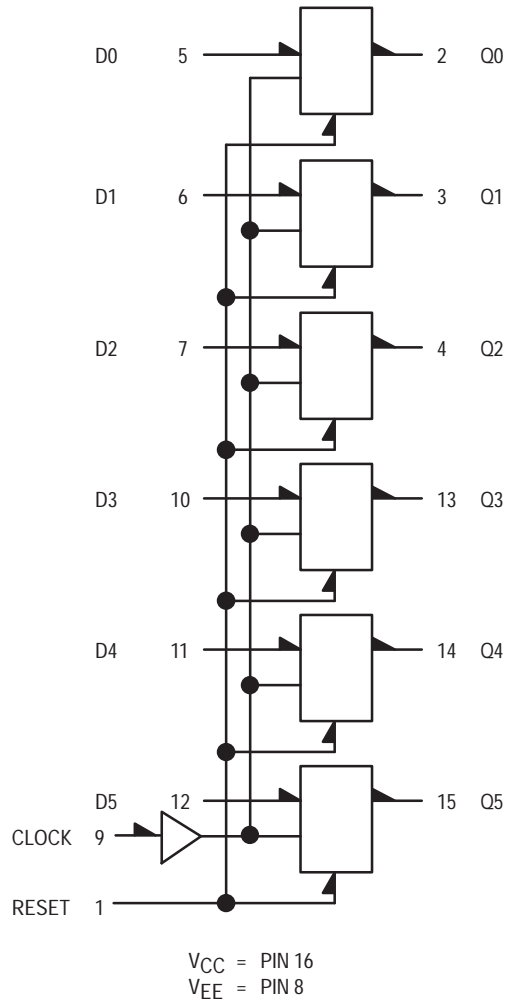 D0 5 2 Q0
D1 6 3 Q1
D2 7 4 Q2
D3 10 13 Q3
D4 11 14 Q4
D5 12 15 Q5
CLOCK 9
RESET 1
VCC = PIN 16
VEE = PIN 8